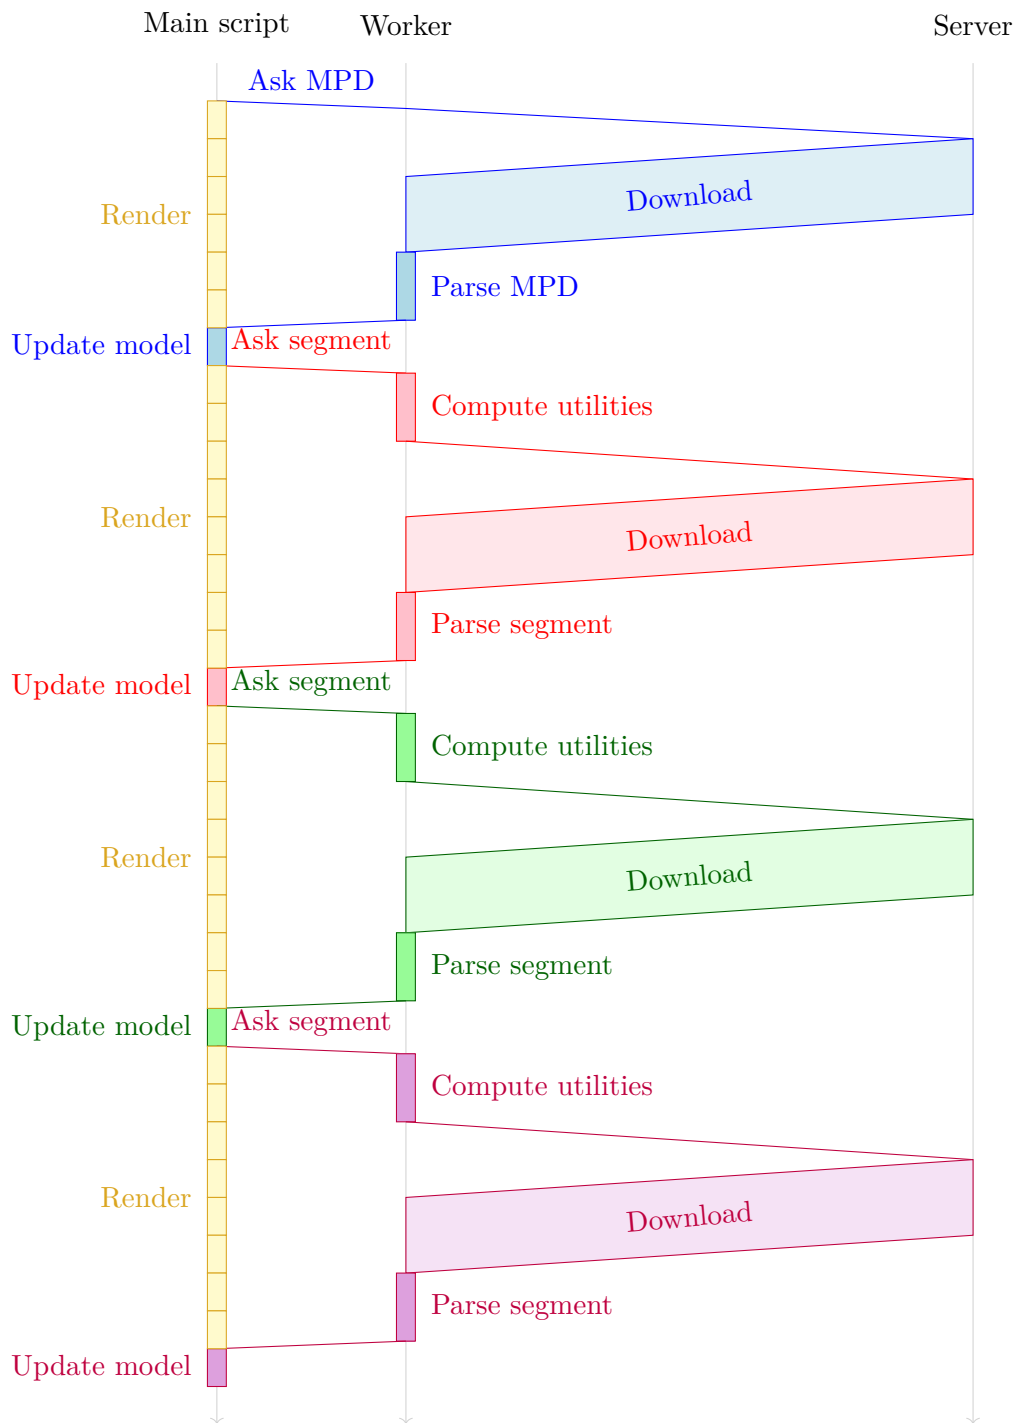 Main script
Worker
Server
Ask MPD
Download
Render
Parse MPD
Update model
Ask segment
Compute utilities
Render
Download
Parse segment
Update model
Ask segment
Compute utilities
Render
Download
Parse segment
Update model
Ask segment
Compute utilities
Render
Download
Parse segment
Update model